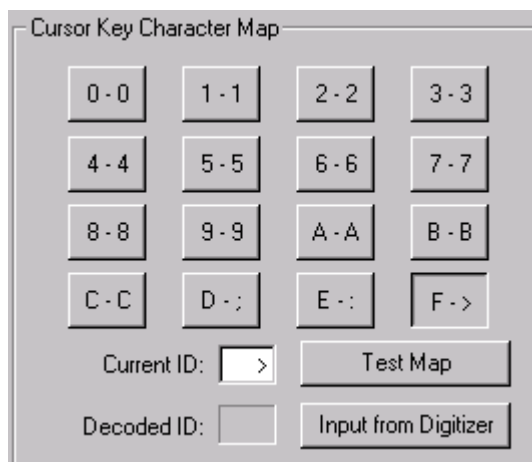 Cursor Key Character Map
0 - 0 1 - 1 2 - 2 3 - 3
4 - 4 5 - 5 6 - 6 7 - 7
8 - 8 9 - 9 A - A B - B
C - C D - ; E - : F - >
Current ID: > Test Map
Decoded ID: Input from Digitizer